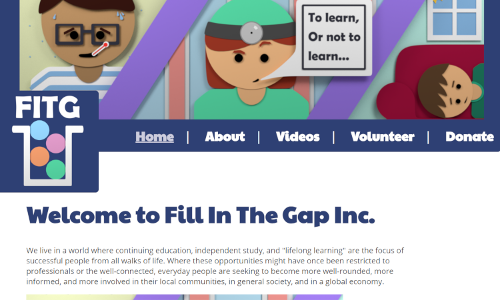 To learn,
Or not to
learn...
FITG
Home | About | Videos | Volunteer | Donate
Welcome to Fill In The Gap Inc.
We live in a world where continuing education, independent study, and "lifelong learning" are the focus of
successful people from all walks of life. Where these opportunities might have once been restricted to
professionals or the well-connected, everyday people are seeking to become more well-rounded, more
informed, and more involved in their local communities, in general society, and in a global economy.